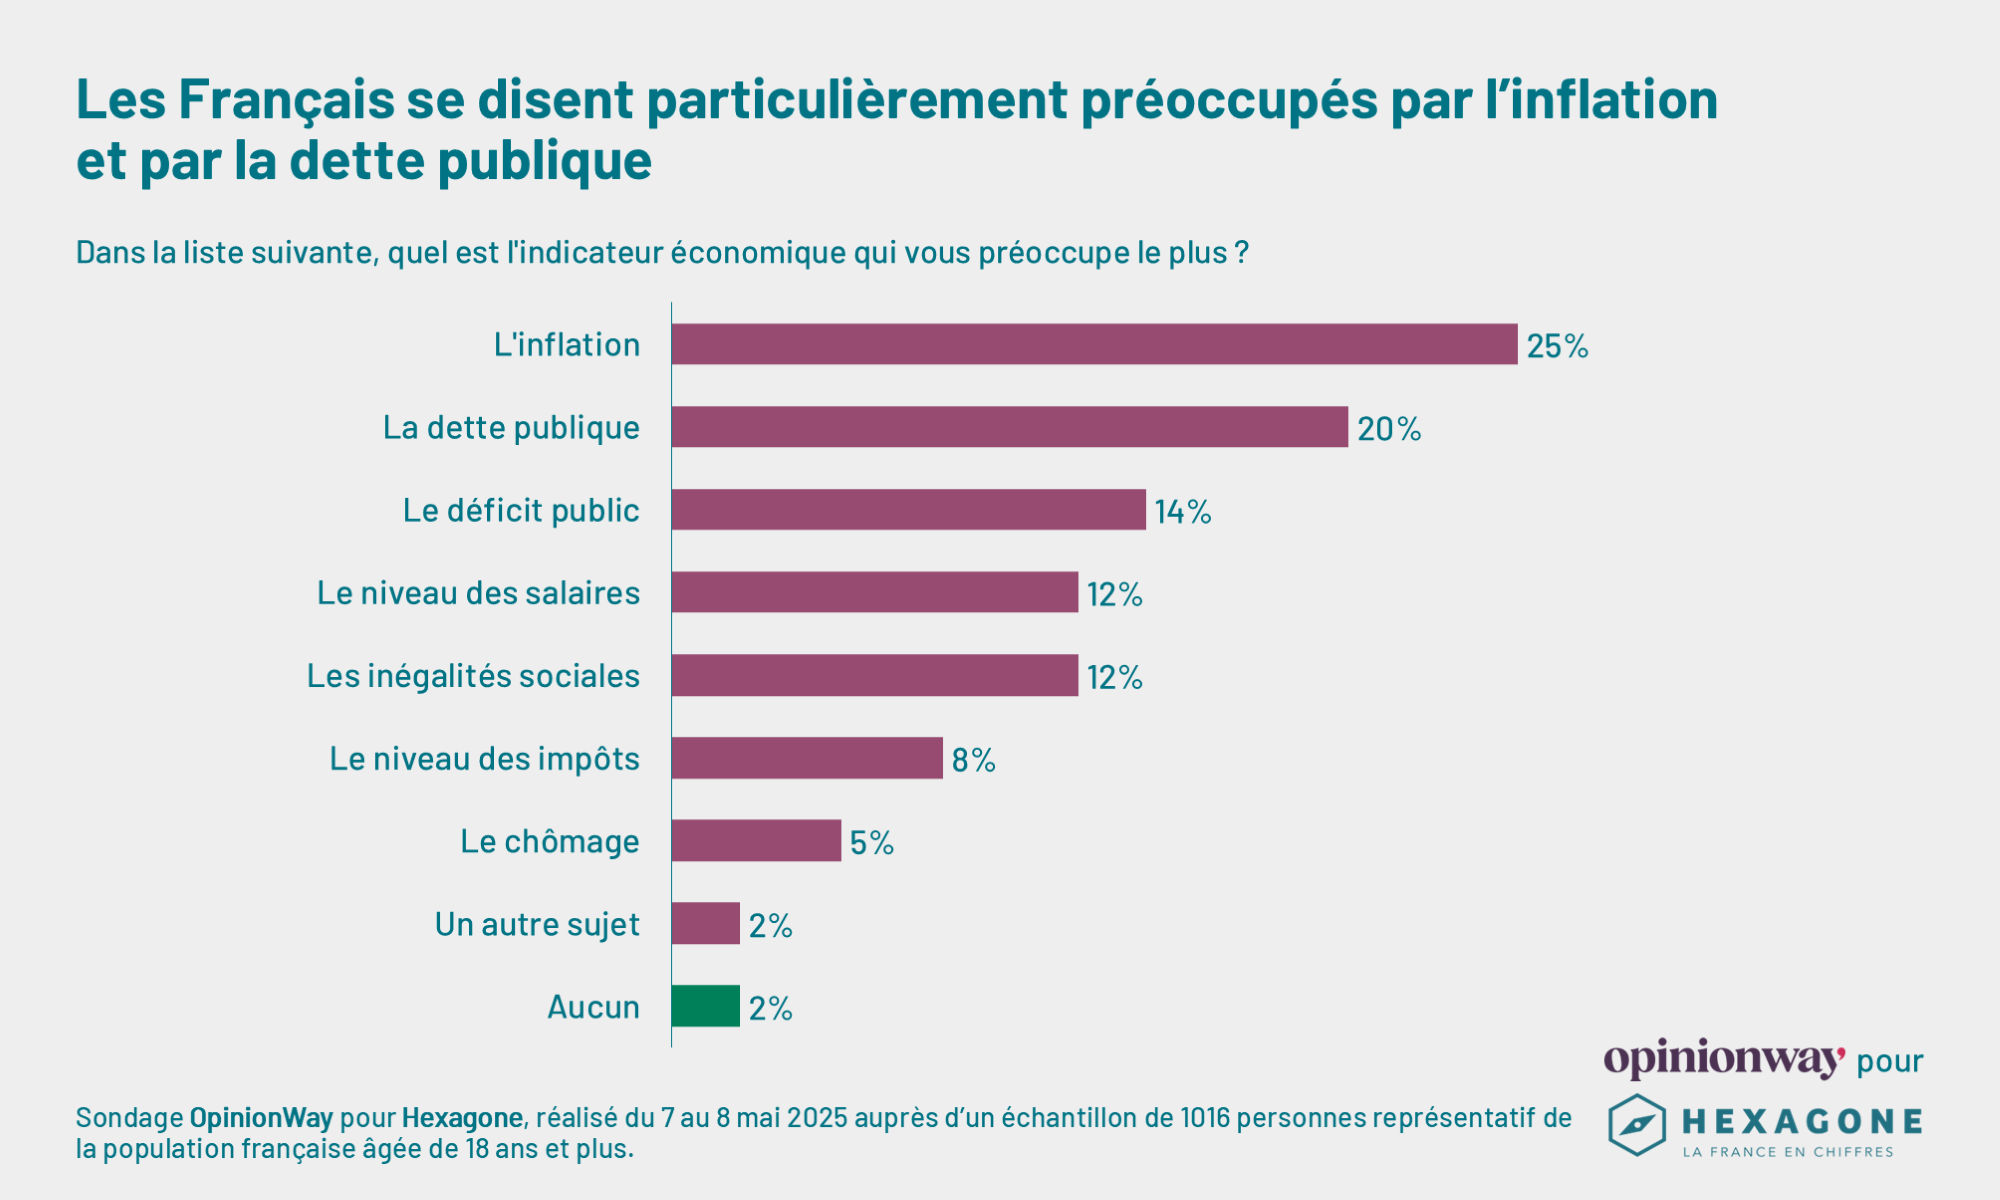 Les Français se disent particulièrement préoccupés par l’inflation
et par la dette publique
Dans la liste suivante, quel est l'indicateur économique qui vous préoccupe le plus ?
L'inflation 25%
La dette publique 20%
Le déficit public 14%
Le niveau des salaires 12%
Les inégalités sociales 12%
Le niveau des impôts 8%
Le chômage 5%
Un autre sujet 2%
Aucun 2%
Sondage OpinionWay pour Hexagone, réalisé du 7 au 8 mai 2025 auprès d’un échantillon de 1016 personnes représentatif de
la population française âgée de 18 ans et plus.
opinionway pour
HEXAGONE
LA FRANCE EN CHIFFRES